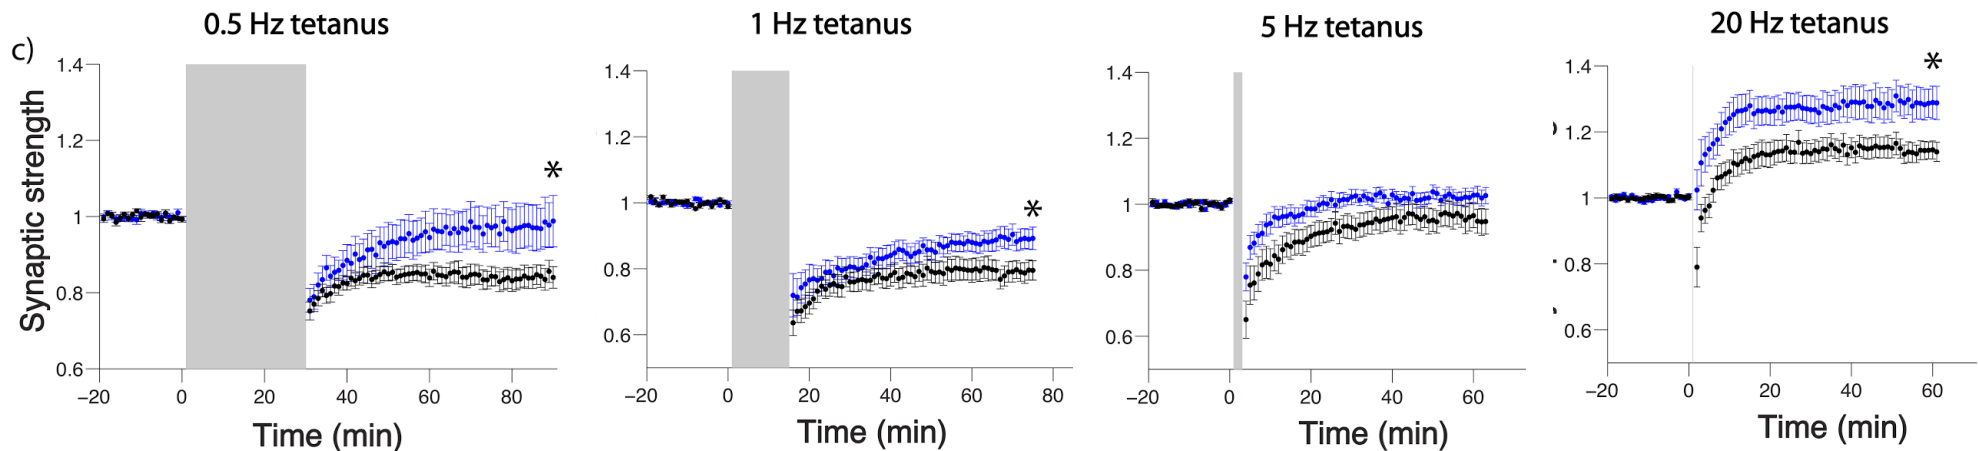 c)
0.5 Hz tetanus
1 Hz tetanus
5 Hz tetanus
20 Hz tetanus
Synaptic strength
1.4
1.2
1
0.8
0.6
−20 0 20 40 60 80
Time (min)
*
1.4
1.2
1
0.8
0.6
−20 0 20 40 60 80
Time (min)
*
1.4
1.2
1
0.8
0.6
−20 0 20 40 60
Time (min)
1.4
1.2
1
0.8
0.6
−20 0 20 40 60
Time (min)
*